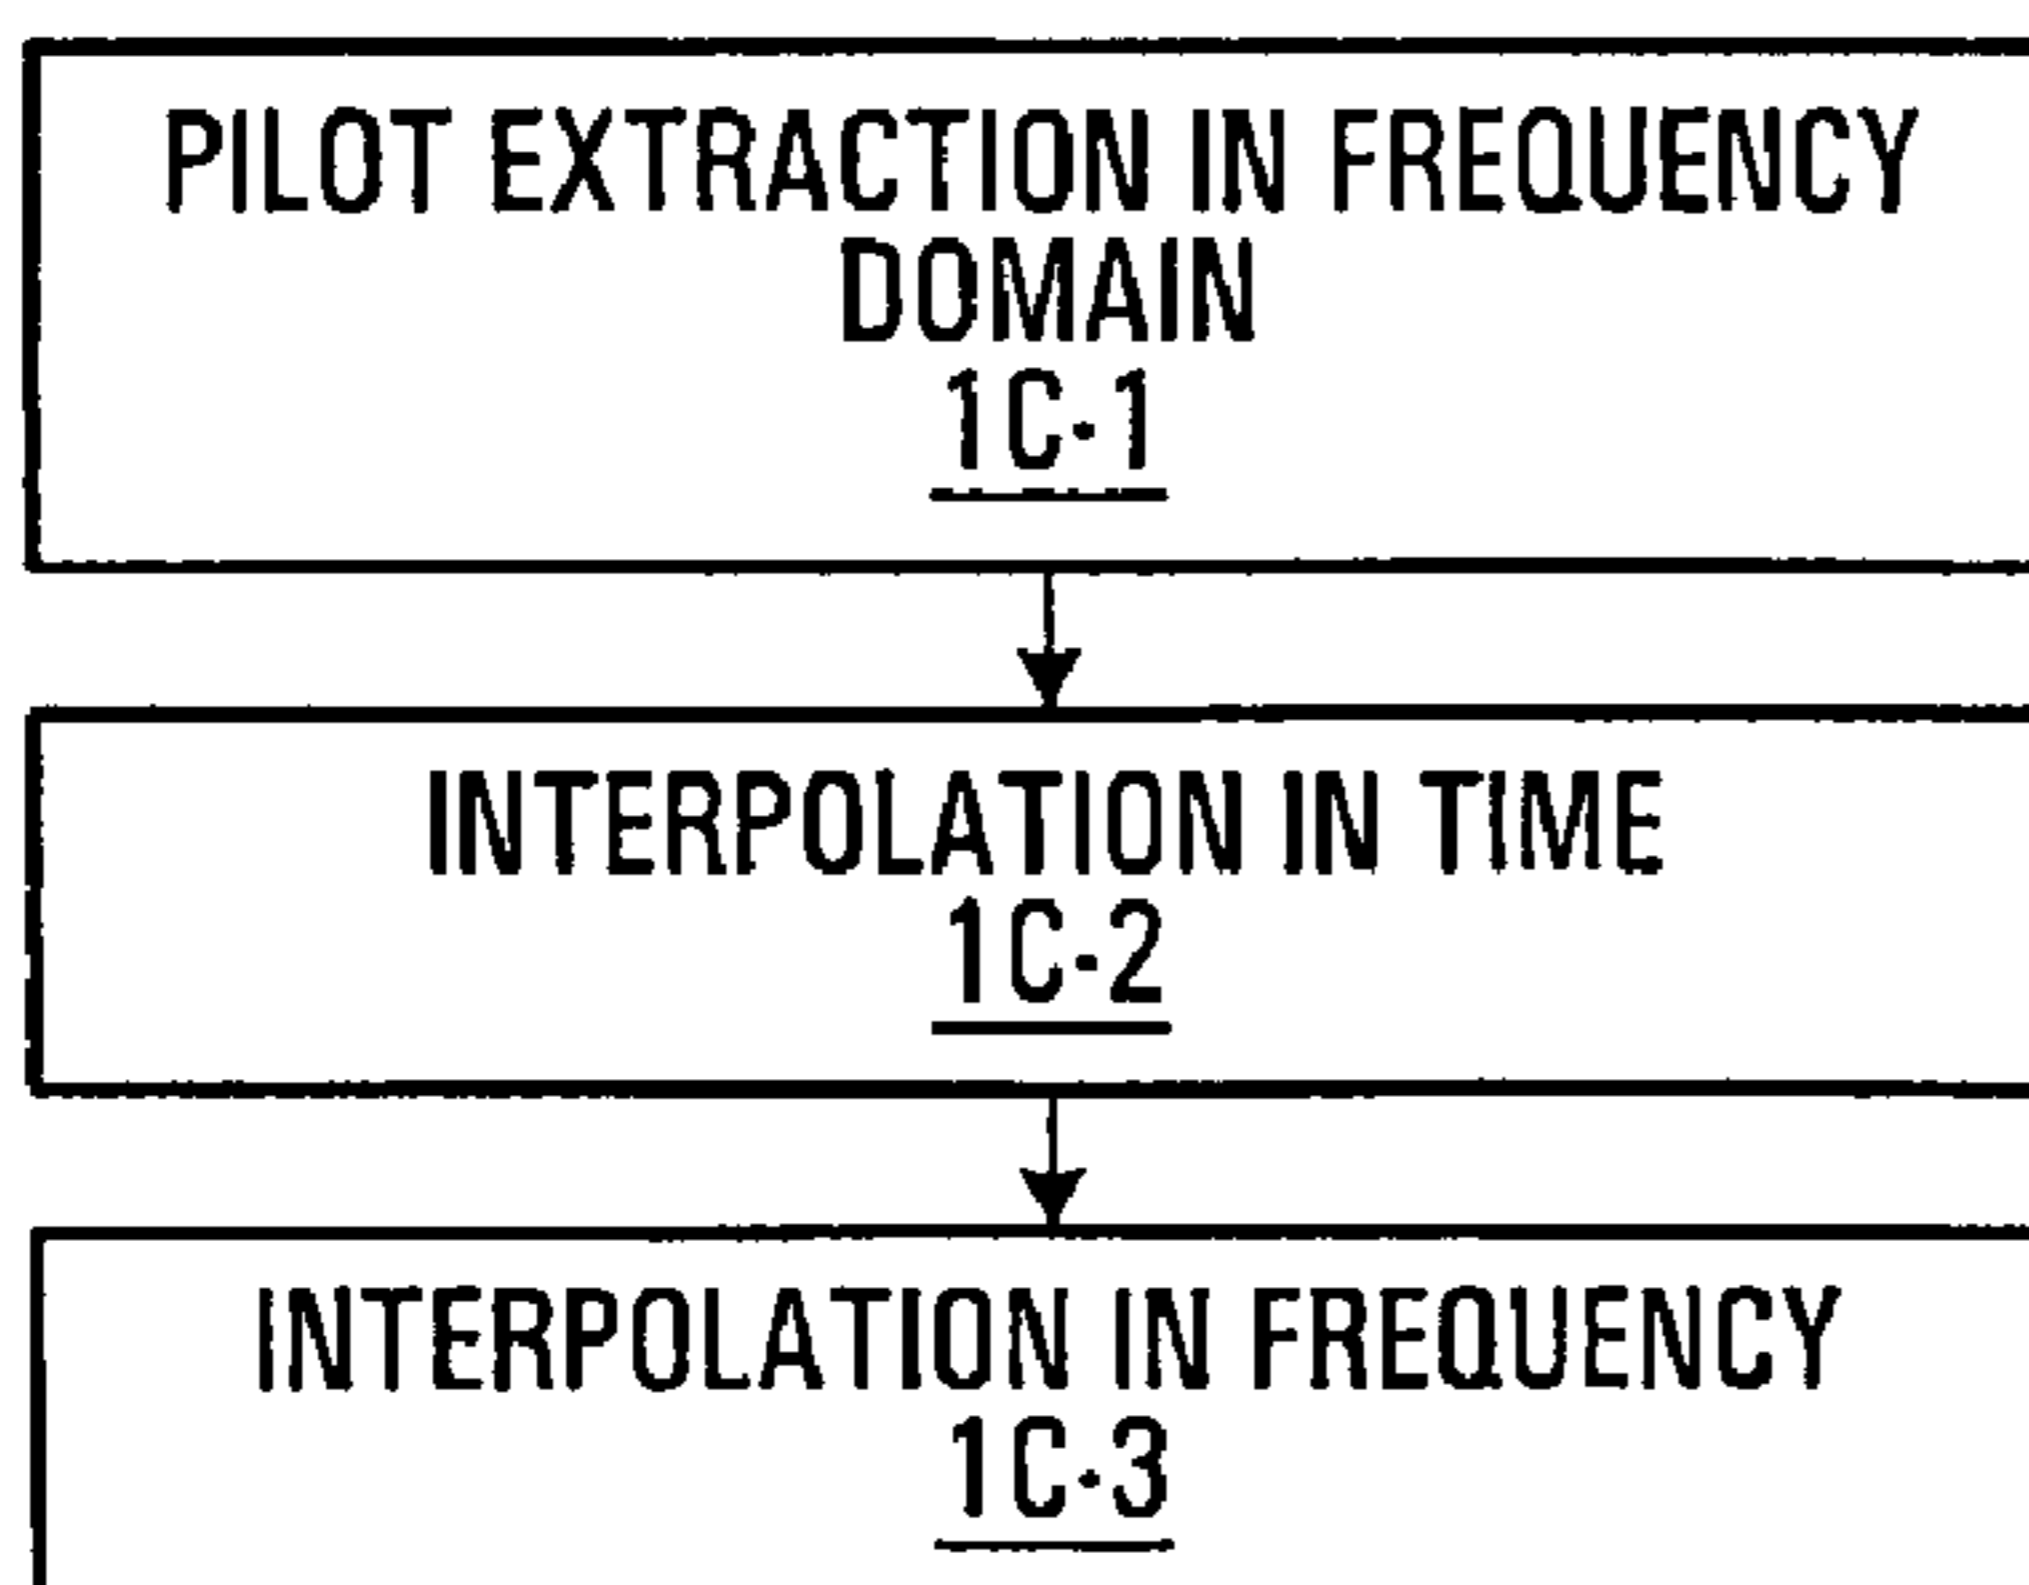 PILOT EXTRACTION IN FREQUENCY
DOMAIN
1C-1
INTERPOLATION IN TIME
1C-2
INTERPOLATION IN FREQUENCY
1C-3